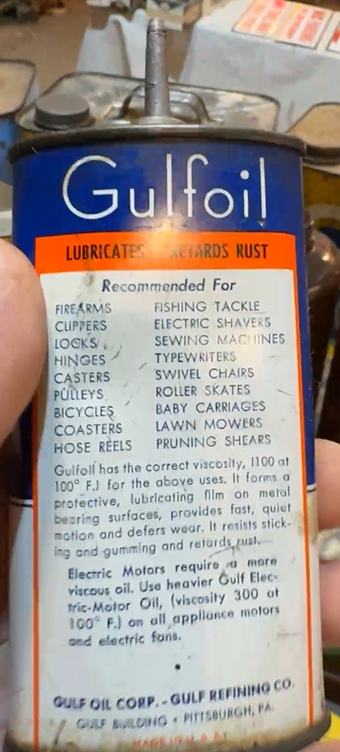 Gulfoil
LUBRICATES RETARDS RUST
Recommended For
FIREARMS FISHING TACKLE
CLIPPERS ELECTRIC SHAVERS
LOCKS SEWING MACHINES
HINGES TYPEWRITERS
CASTERS SWIVEL CHAIRS
PULLEYS ROLLER SKATES
BICYCLES BABY CARRIAGES
COASTERS LAWN MOWERS
HOSE REELS PRUNING SHEARS
Gulfoil has the correct viscosity, (100 at
100° F.) for the above uses. It forms a
protective, lubricating film on metal
bearing surfaces, provides fast, quiet
motion and defers wear. It resists stick-
ing and gumming and retards rust.
Electric Motors require a more
viscous oil. Use heavier Gulf Elec-
tric-Motor Oil, (viscosity 300 at
100° F.) on all appliance motors
and electric fans.
GULF OIL CORP. - GULF REFINING CO.
GULF BUILDING • PITTSBURGH, PA.
MADE IN U.S.A.